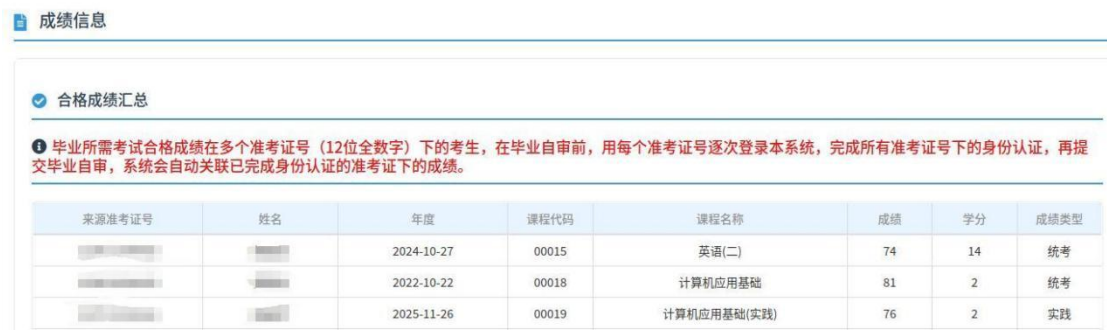 成绩信息
合格成绩汇总
毕业所需考试合格成绩在多个准考证号（12位全数字）下的考生，在毕业自审前，用每个准考证号逐次登录本系统，完成所有准考证号下的身份认证，再提
交毕业自审，系统会自动关联已完成身份认证的准考证下的成绩。
来源准考证号 姓名 年度 课程代码 课程名称 成绩 学分 成绩类型
2024-10-27 00015 英语(二) 74 14 统考
2022-10-22 00018 计算机应用基础 81 2 统考
2025-11-26 00019 计算机应用基础(实践) 76 2 实践